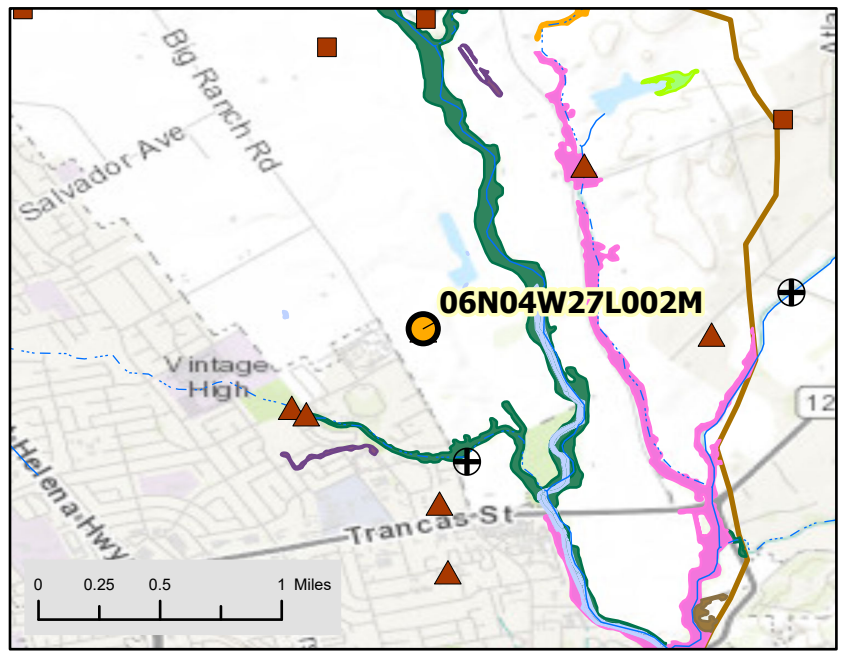 Big Ranch Rd
Salvador Ave
06N04W27L002M
Vintage
High
12
Helena Hwy
Trancas St
0 0.25 0.5 1 Miles